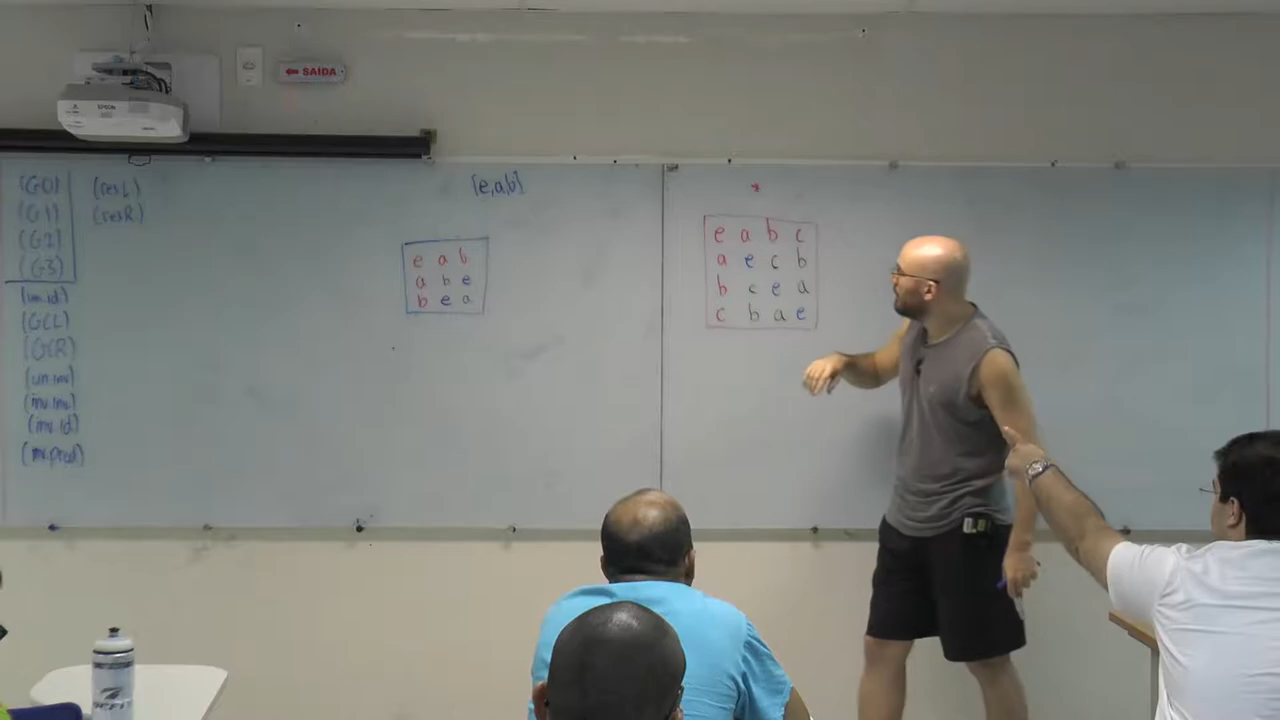 EPSON
← SAÍDA
(G0) (resL)
(G1) (resR)
(G2)
(G3)
(un.id)
(GCL)
(GCR)
(un.inv)
(inv.inv)
(inv.id)
(inv.prod)
{e,a,b}
e a b
a b e
b e a
*
e a b c
a e c b
b c e a
c b a e